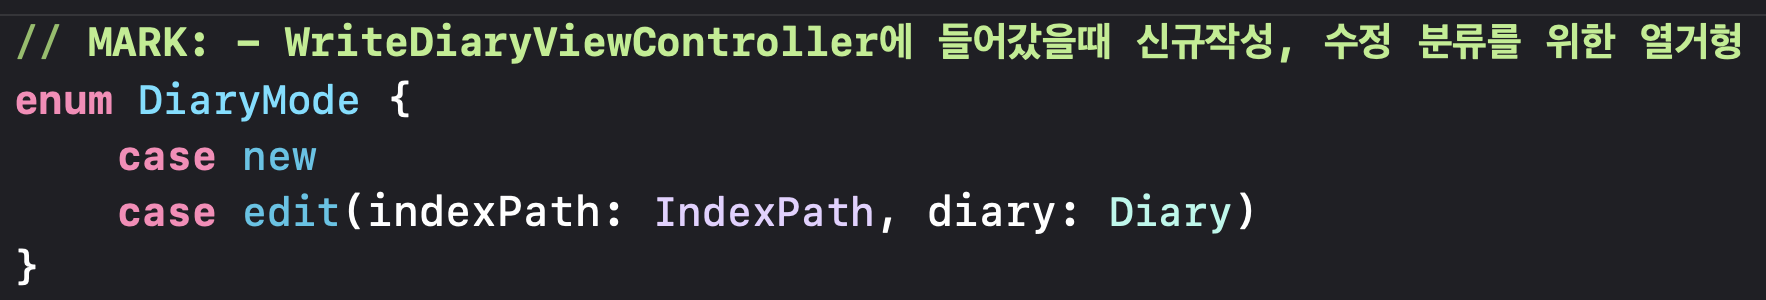 // MARK: - WriteDiaryViewController에 들어갔을때 신규작성, 수정 분류를 위한 열거형
enum DiaryMode {
    case new
    case edit(indexPath: IndexPath, diary: Diary)
}